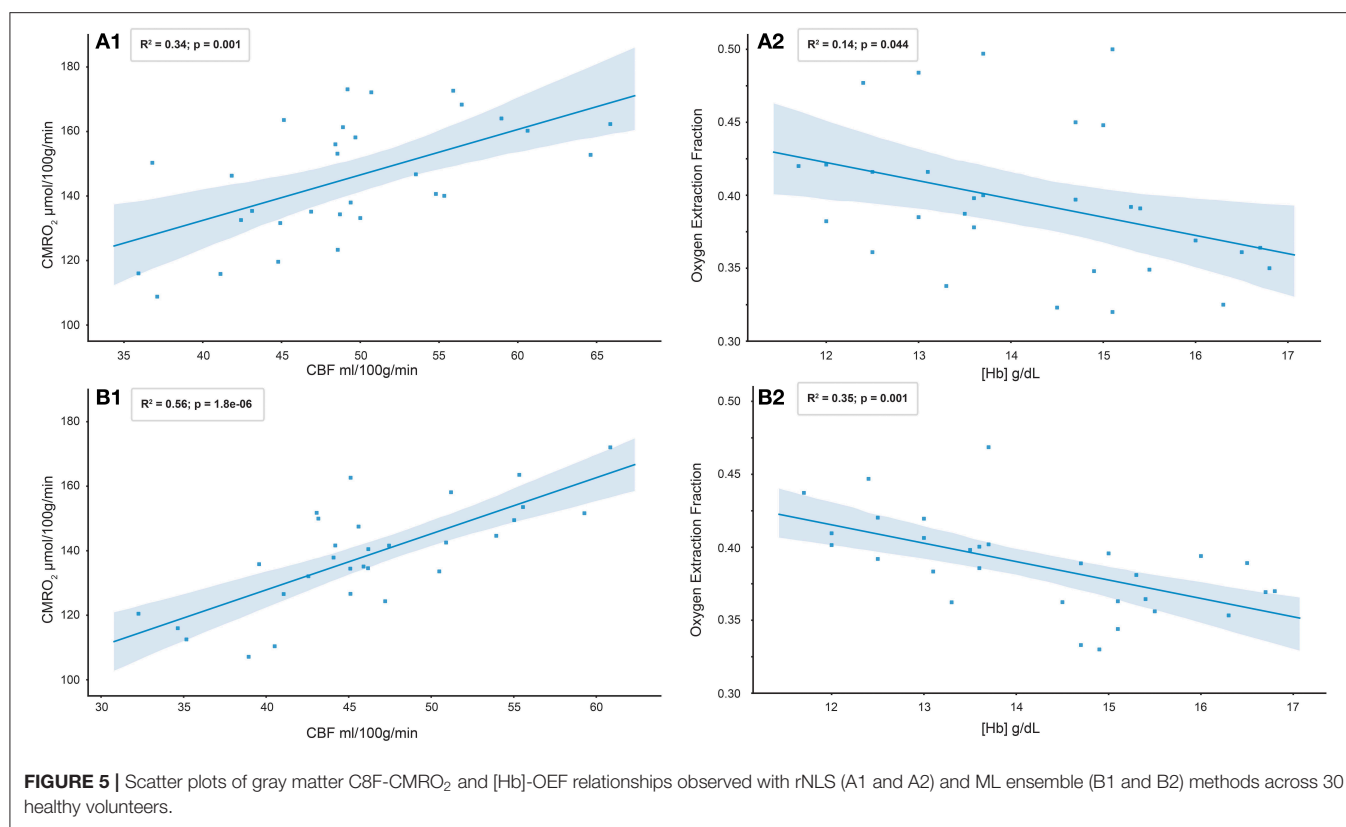 A1
R² = 0.34; p = 0.001
180
160
140
120
100
CMRO₂ µmol/100g/min
35 40 45 50 55 60 65
CBF ml/100g/min
A2
R² = 0.14; p = 0.044
0.50
0.45
0.40
0.35
0.30
Oxygen Extraction Fraction
12 13 14 15 16 17
[Hb] g/dL
B1
R² = 0.56; p = 1.8e-06
180
160
140
120
100
CMRO₂ µmol/100g/min
30 35 40 45 50 55 60
CBF ml/100g/min
B2
R² = 0.35; p = 0.001
0.50
0.45
0.40
0.35
0.30
Oxygen Extraction Fraction
12 13 14 15 16 17
[Hb] g/dL
FIGURE 5 | Scatter plots of gray matter C8F-CMRO₂ and [Hb]-OEF relationships observed with rNLS (A1 and A2) and ML ensemble (B1 and B2) methods across 30
healthy volunteers.